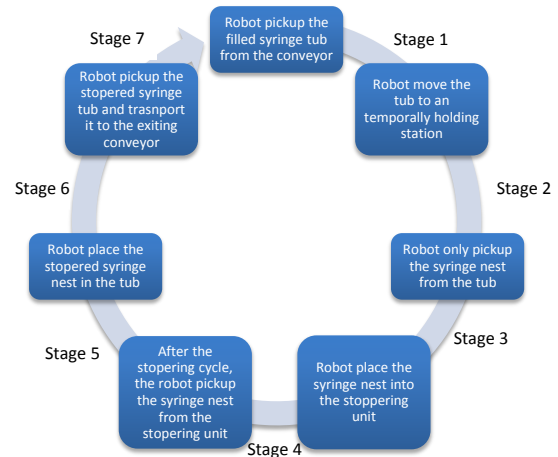 Robot pickup the
filled syringe tub
from the conveyor
Stage 1
Robot move the
tub to an
temporally holding
station
Stage 2
Robot only pickup
the syringe nest
from the tub
Stage 3
Robot place the
syringe nest into
the stoppering
unit
Stage 4
After the
stopering cycle,
the robot pickup
the syringe nest
from the
stopering unit
Stage 5
Robot place the
stopered syringe
nest in the tub
Stage 6
Robot pickup the
stopered syringe
tub and trasnport
it to the exiting
conveyor
Stage 7